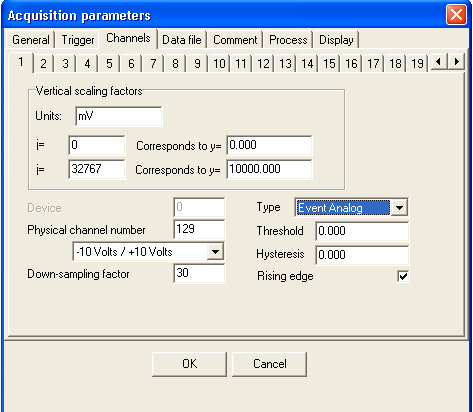 Acquisition parameters
General Trigger Channels Data file Comment Process Display
1 2 3 4 5 6 7 8 9 10 11 12 13 14 15 16 17 18 19
Vertical scaling factors
Units: mV
i= 0 Corresponds to y= 0.000
i= 32767 Corresponds to y= 10000.000
Device 0 Type Event Analog
Physical channel number 129 Threshold 0.000
-10 Volts / +10 Volts Hysteresis 0.000
Down-sampling factor 30 Rising edge
OK Cancel